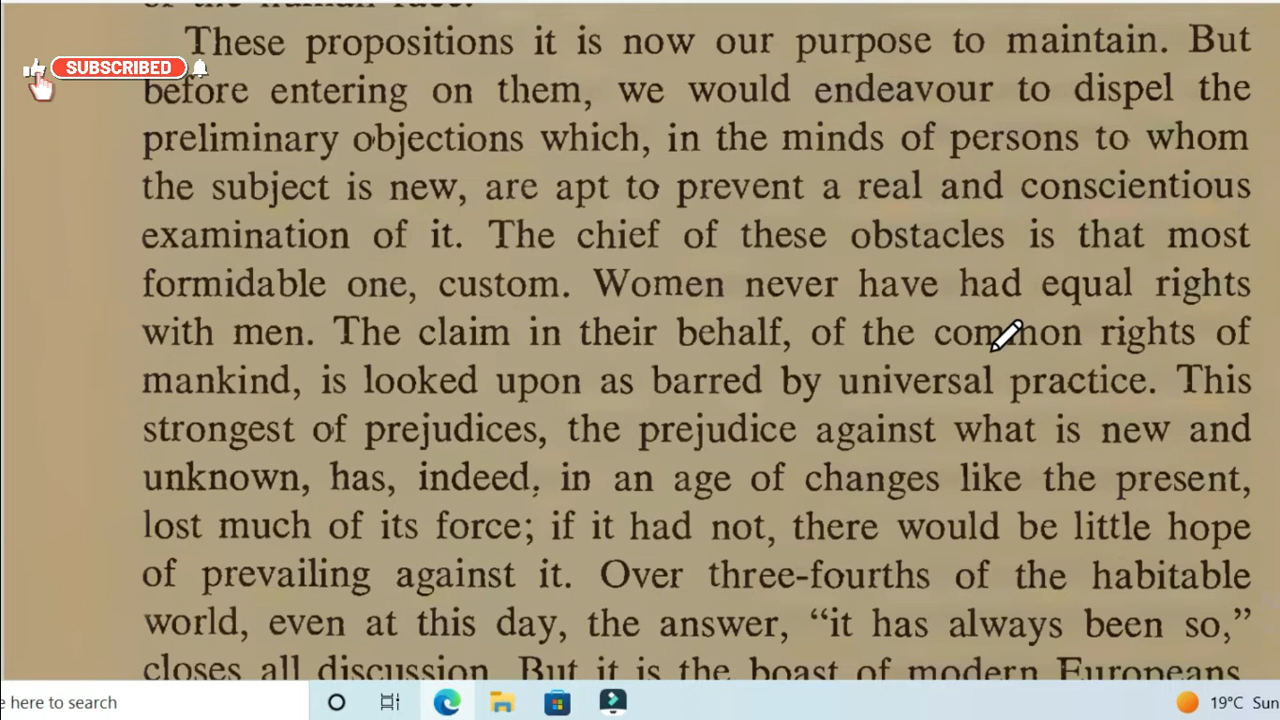 of the human race.
These propositions it is now our purpose to maintain. But
SUBSCRIBED
before entering on them, we would endeavour to dispel the
preliminary objections which, in the minds of persons to whom
the subject is new, are apt to prevent a real and conscientious
examination of it. The chief of these obstacles is that most
formidable one, custom. Women never have had equal rights
with men. The claim in their behalf, of the common rights of
mankind, is looked upon as barred by universal practice. This
strongest of prejudices, the prejudice against what is new and
unknown, has, indeed, in an age of changes like the present,
lost much of its force; if it had not, there would be little hope
of prevailing against it. Over three-fourths of the habitable
world, even at this day, the answer, “it has always been so,”
closes all discussion. But it is the boast of modern Europeans,
e here to search
19°C Sun